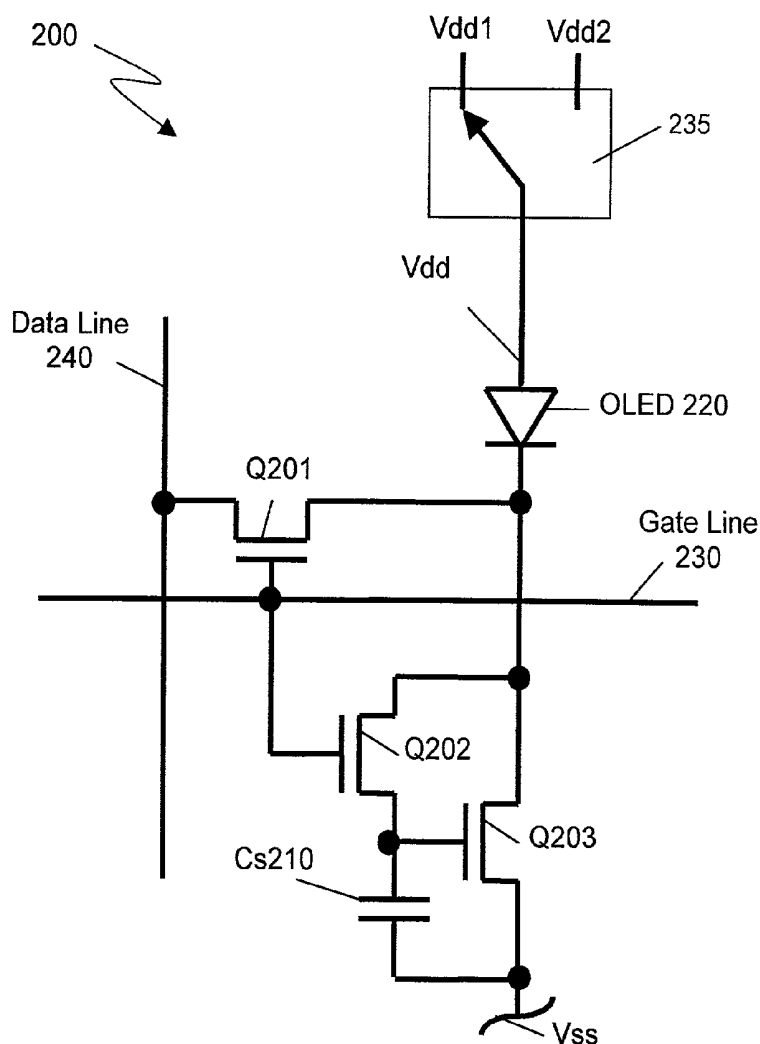 200
Vdd1
Vdd2
235
Vdd
Data Line
240
OLED 220
Q201
Gate Line
230
Q202
Q203
Cs210
Vss